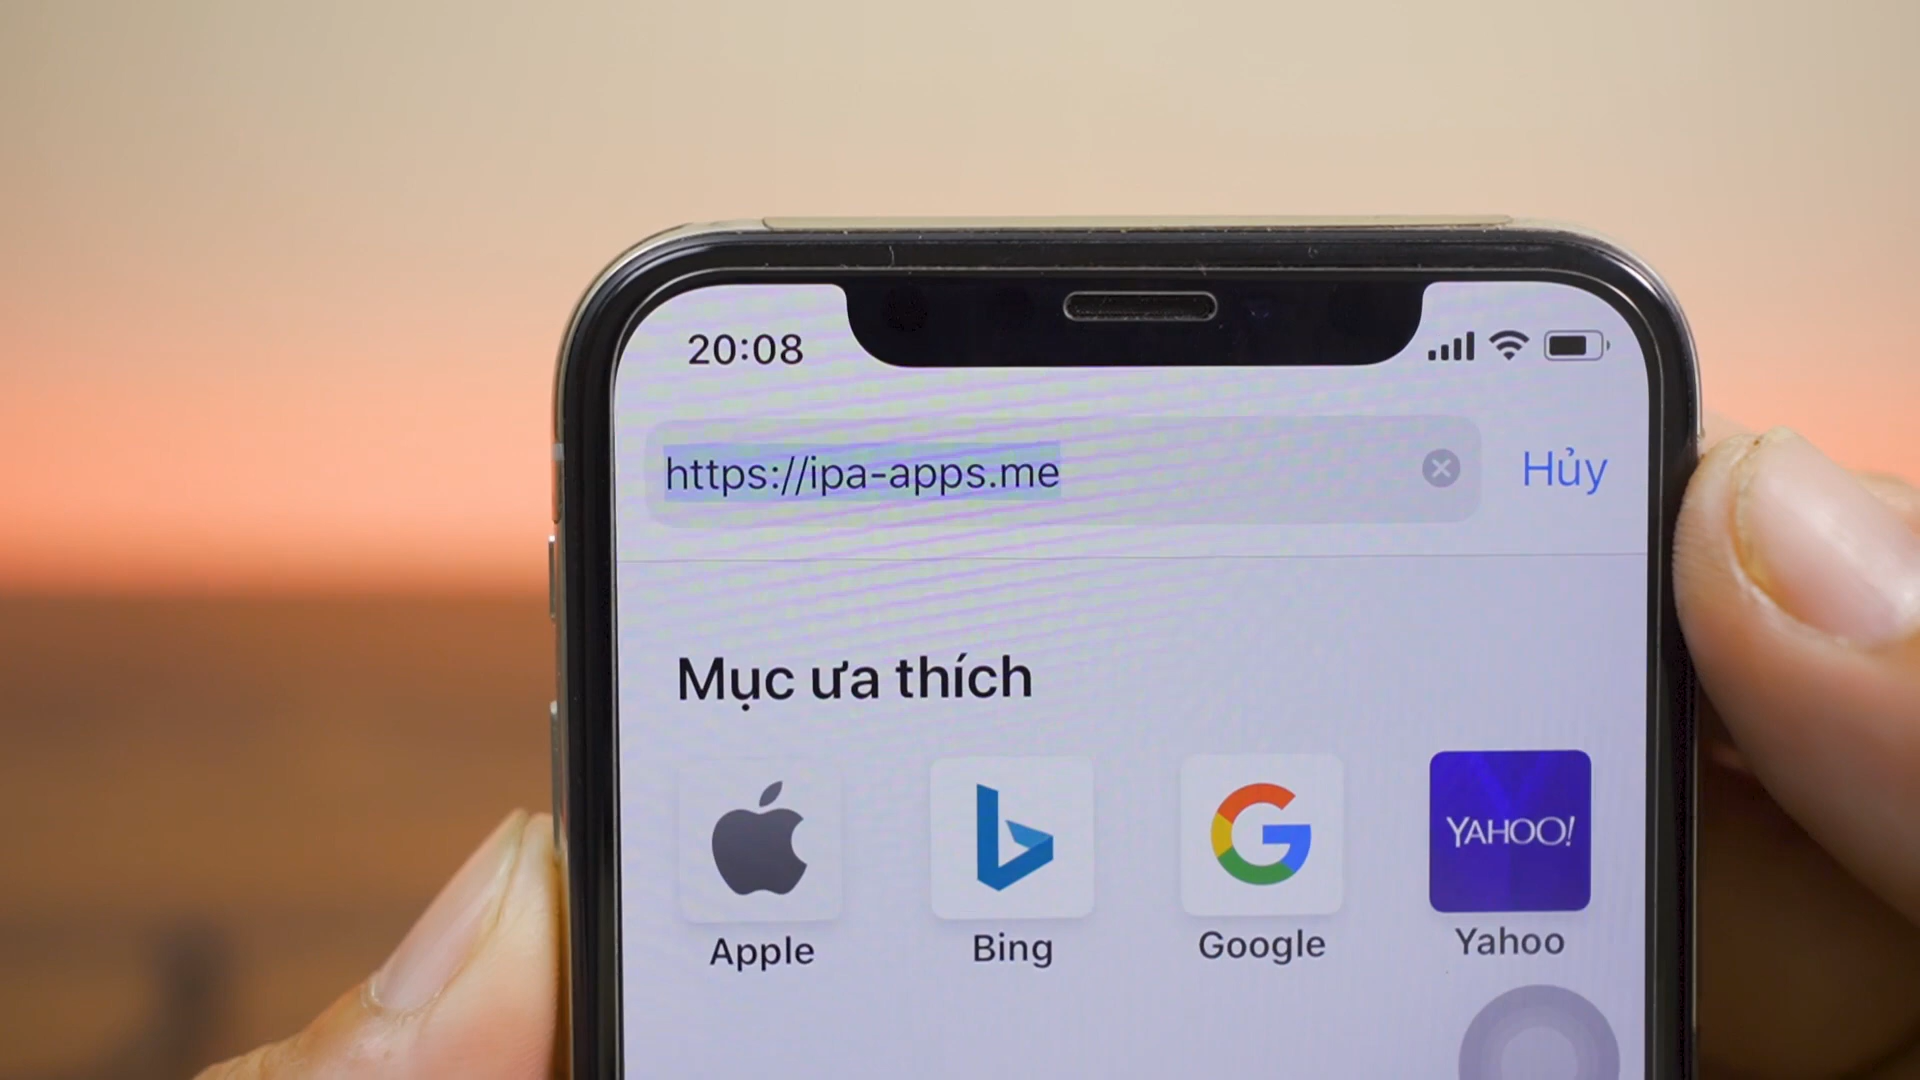 20:08
https://ipa-apps.me
Hủy
Mục ưa thích
YAHOO!
Apple
Bing
Google
Yahoo